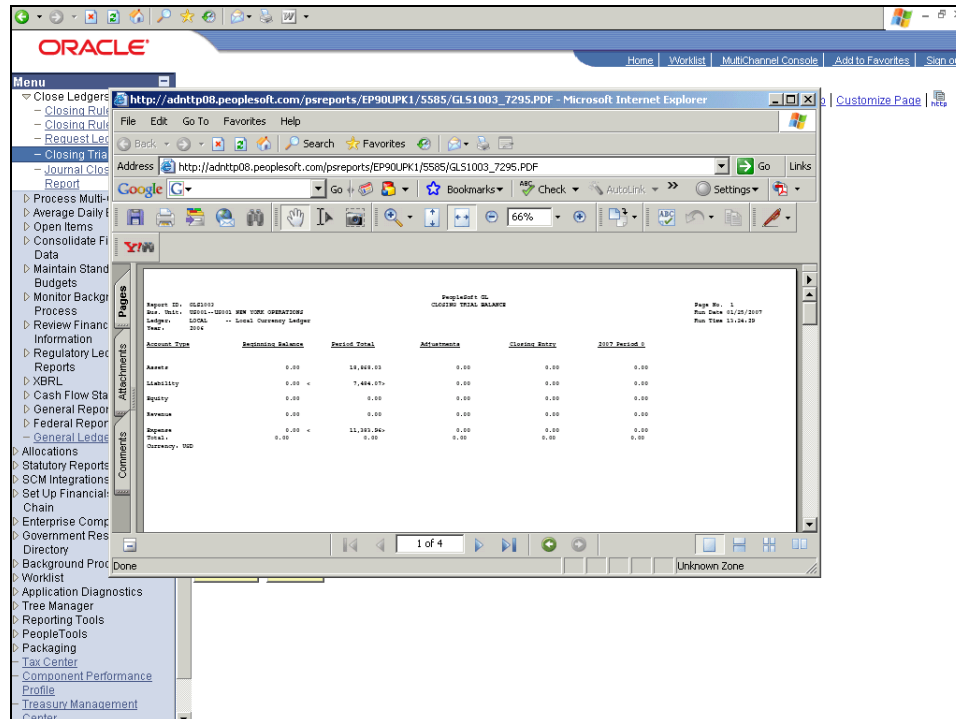 ORACLE
Home | Worklist | MultiChannel Console | Add to Favorites | Sign o
Menu
Close Ledgers
Closing Rule
Closing Rule
Request Led
Closing Tria
Journal Clos
Report
Process Multi-
Average Daily B
Open Items
Consolidate Fi
Data
Maintain Stand
Budgets
Monitor Backgr
Process
Review Financ
Information
Regulatory Led
Reports
XBRL
Cash Flow Sta
General Repor
Federal Repor
General Ledge
Allocations
Statutory Reports
SCM Integrations
Set Up Financial
Chain
Enterprise Comp
Government Res
Directory
Background Proc
Worklist
Application Diagnostics
Tree Manager
Reporting Tools
PeopleTools
Packaging
Tax Center
Component Performance
Profile
Treasury Management
Center
| Customize Page |
http
http://adnttp08.peoplesoft.com/psreports/EP90UPK1/5585/GLS1003_7295.PDF - Microsoft Internet Explorer
File Edit Go To Favorites Help
Back Search Favorites
Address http://adnttp08.peoplesoft.com/psreports/EP90UPK1/5585/GLS1003_7295.PDF Go Links
Google G Go Bookmarks Check AutoLink » Settings
66%
Y!
Pages
Attachments
Comments
PeopleSoft GL
Report ID: GLS1003 CLOSING TRIAL BALANCE Page No. 1
Bus. Unit: US001--US001 NEW YORK OPERATIONS Run Date 01/25/2007
Ledger: LOCAL -- Local Currency Ledger Run Time 13:24:29
Year: 2006
Account Type Beginning Balance Period Total Adjustments Closing Entry 2007 Period 0
Assets 0.00 18,868.03 0.00 0.00 0.00
Liability 0.00 < 7,484.07> 0.00 0.00 0.00
Equity 0.00 0.00 0.00 0.00 0.00
Revenue 0.00 0.00 0.00 0.00 0.00
Expense 0.00 < 11,383.96> 0.00 0.00 0.00
Total: 0.00 0.00 0.00 0.00 0.00
Currency: USD
1 of 4
Done Unknown Zone